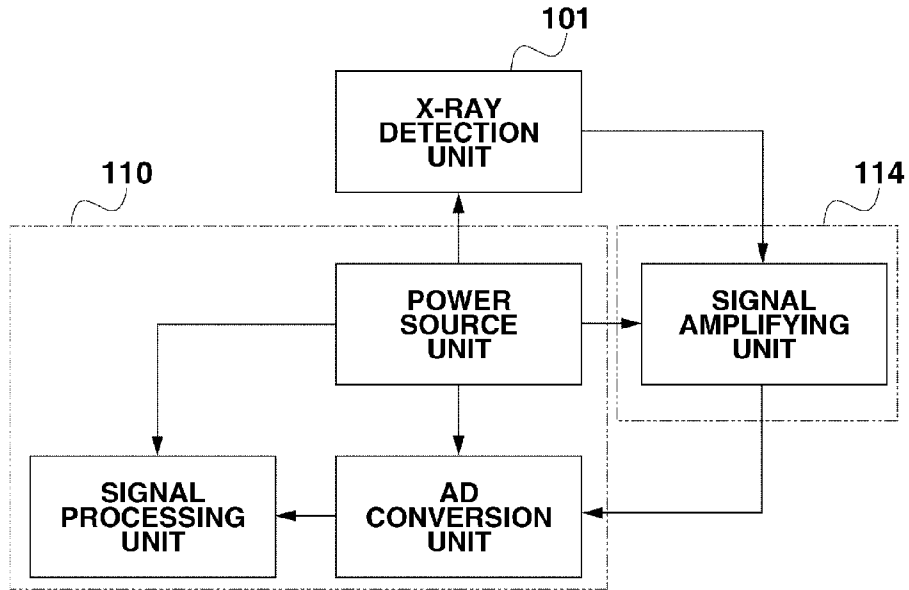 101
X-RAY
DETECTION
UNIT
110
114
POWER
SOURCE
UNIT
SIGNAL
AMPLIFYING
UNIT
SIGNAL
PROCESSING
UNIT
AD
CONVERSION
UNIT